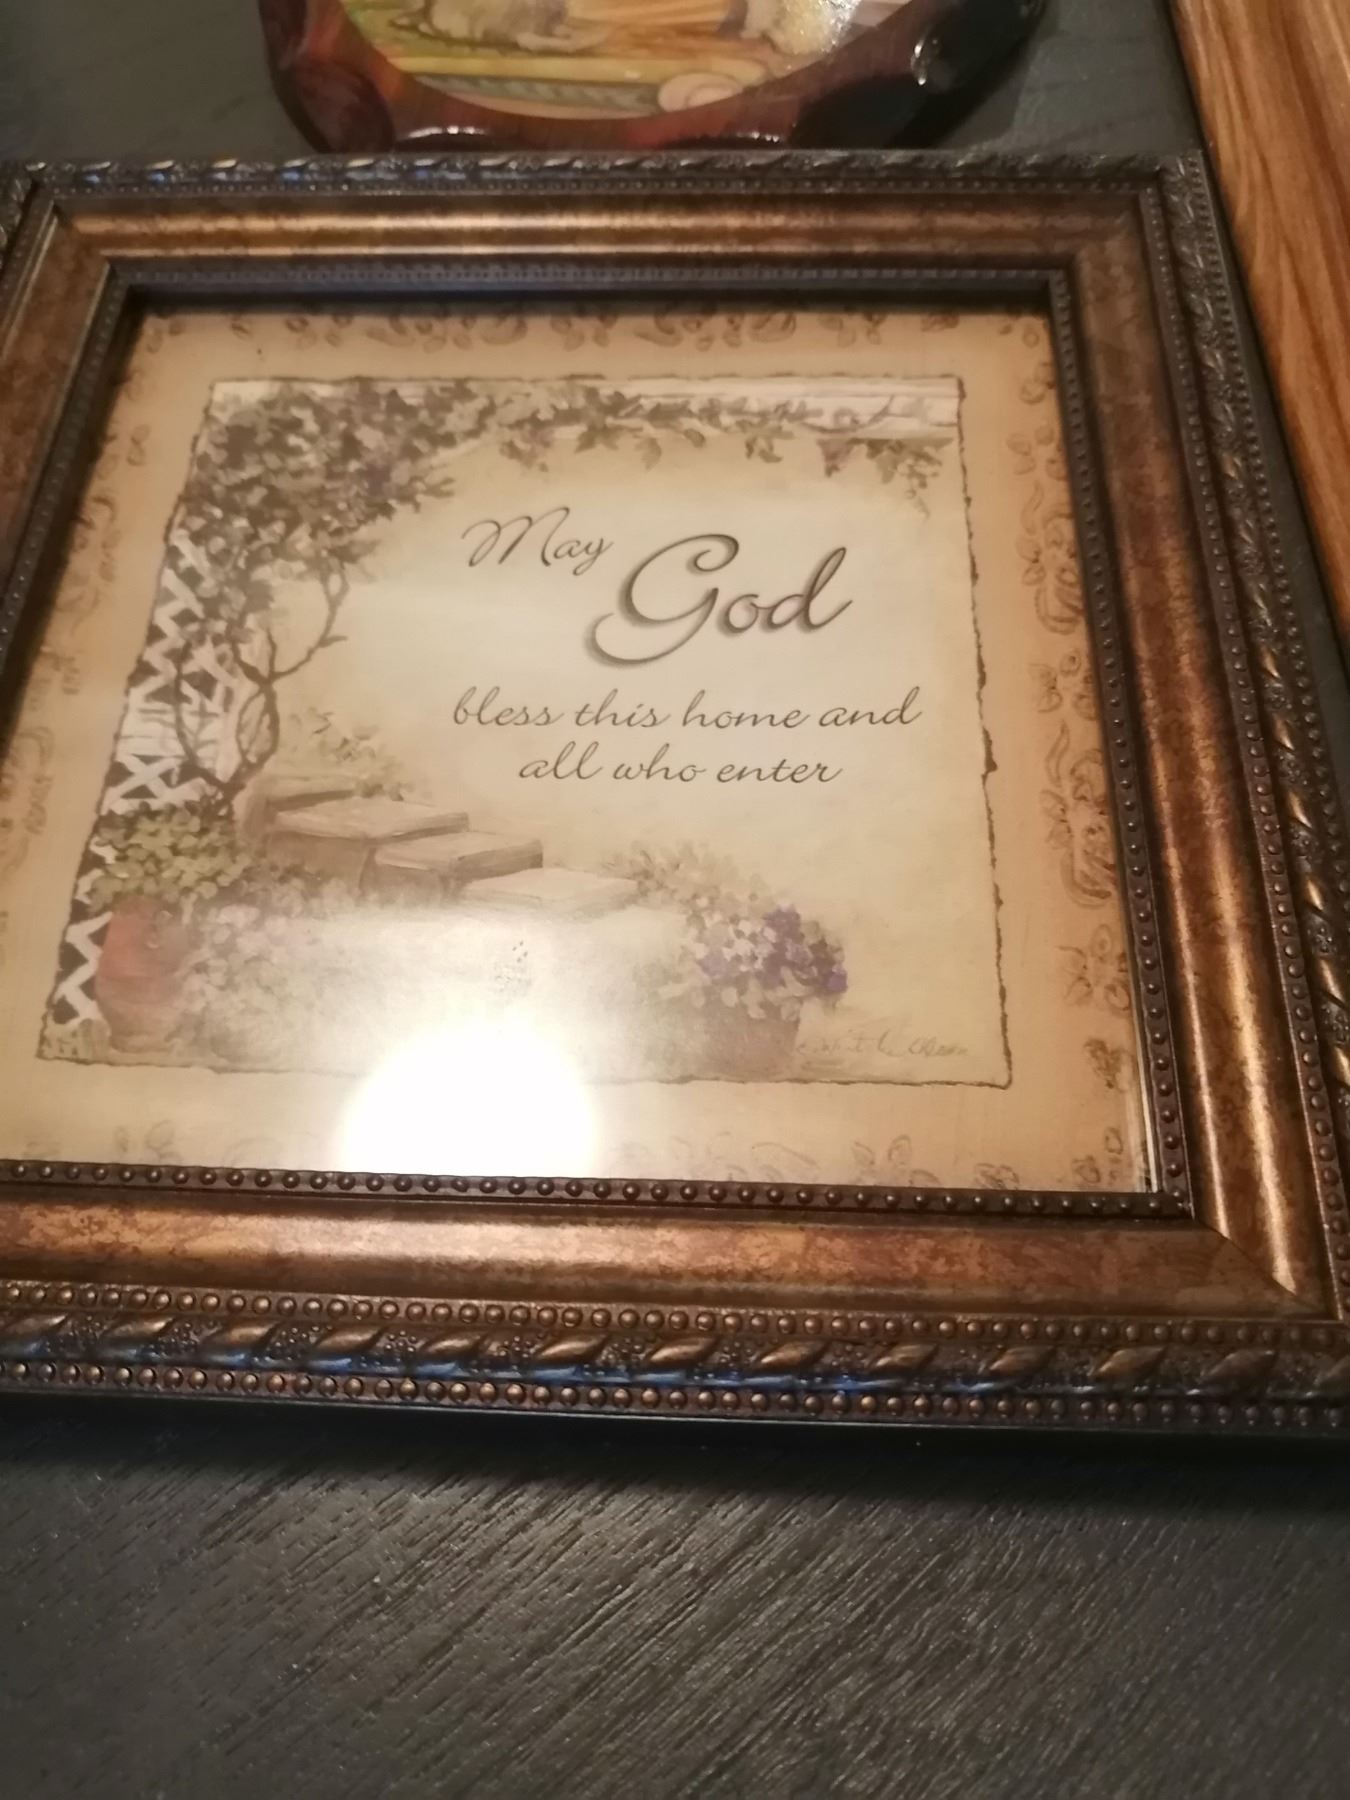 May
God
bless this home and
all who enter